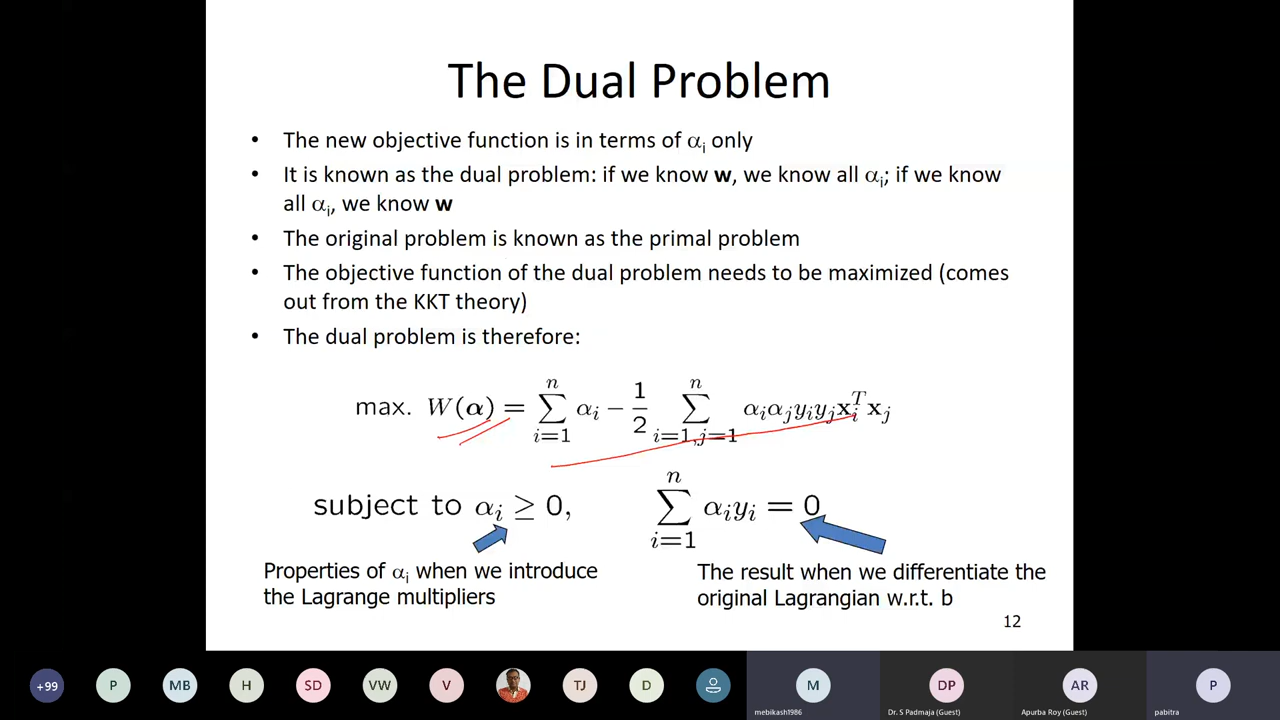 The Dual Problem
• The new objective function is in terms of αi only
• It is known as the dual problem: if we know w, we know all αi; if we know
all αi, we know w
• The original problem is known as the primal problem
• The objective function of the dual problem needs to be maximized (comes
out from the KKT theory)
• The dual problem is therefore:
max. W(α) = ∑_{i=1}^{n} αi − 1/2 ∑_{i=1,j=1}^{n} αiαjyiyjxi^T xj
subject to αi ≥ 0, ∑_{i=1}^{n} αiyi = 0
Properties of αi when we introduce
the Lagrange multipliers
The result when we differentiate the
original Lagrangian w.r.t. b
12
+99 P MB H SD VW V TJ D M DP AR P
mebikash1986 Dr. S Padmaja (Guest) Apurba Roy (Guest) pabitra